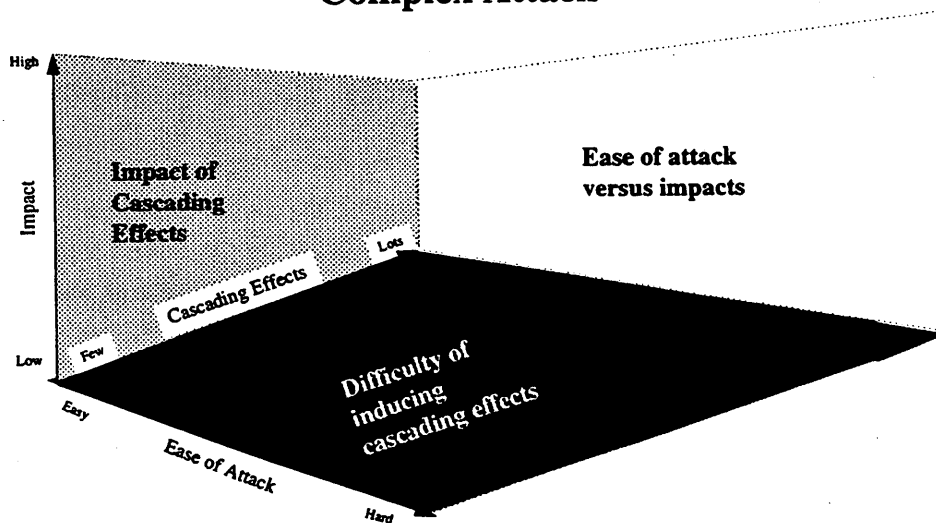 Complex Attack
High
Impact of
Cascading
Effects
Ease of attack
versus impacts
Impact
Lots
Cascading Effects
Few
Low
Difficulty of
inducing
cascading effects
Easy
Ease of Attack
Hard